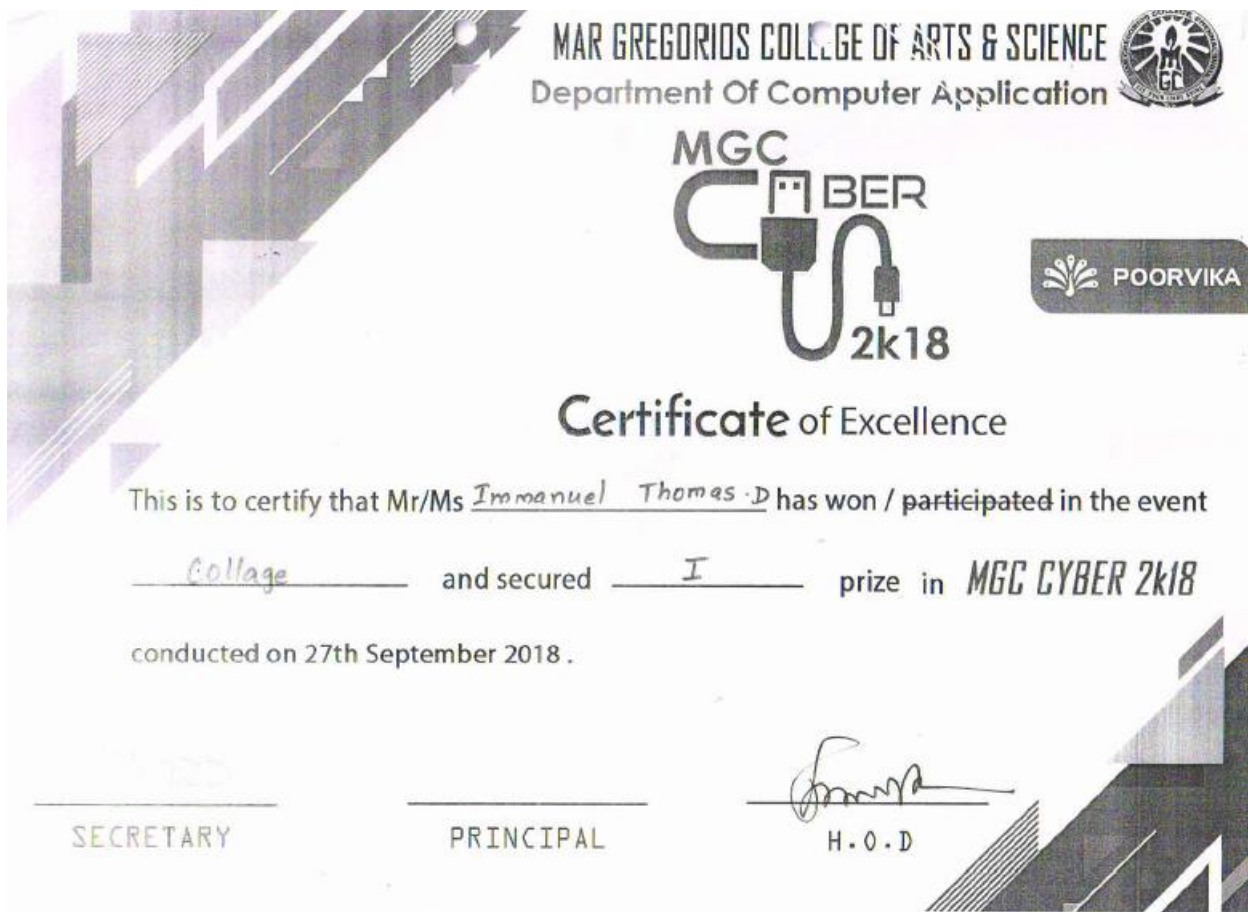 MAR GREGORIOS COLLEGE OF ARTS & SCIENCE
Department Of Computer Application
MGC
CYBER
2k18
POORVIKA
Certificate of Excellence
This is to certify that Mr/Ms Immanuel Thomas.D has won / participated in the event
Collage and secured I prize in MGC CYBER 2k18
conducted on 27th September 2018 .
SECRETARY PRINCIPAL H.O.D